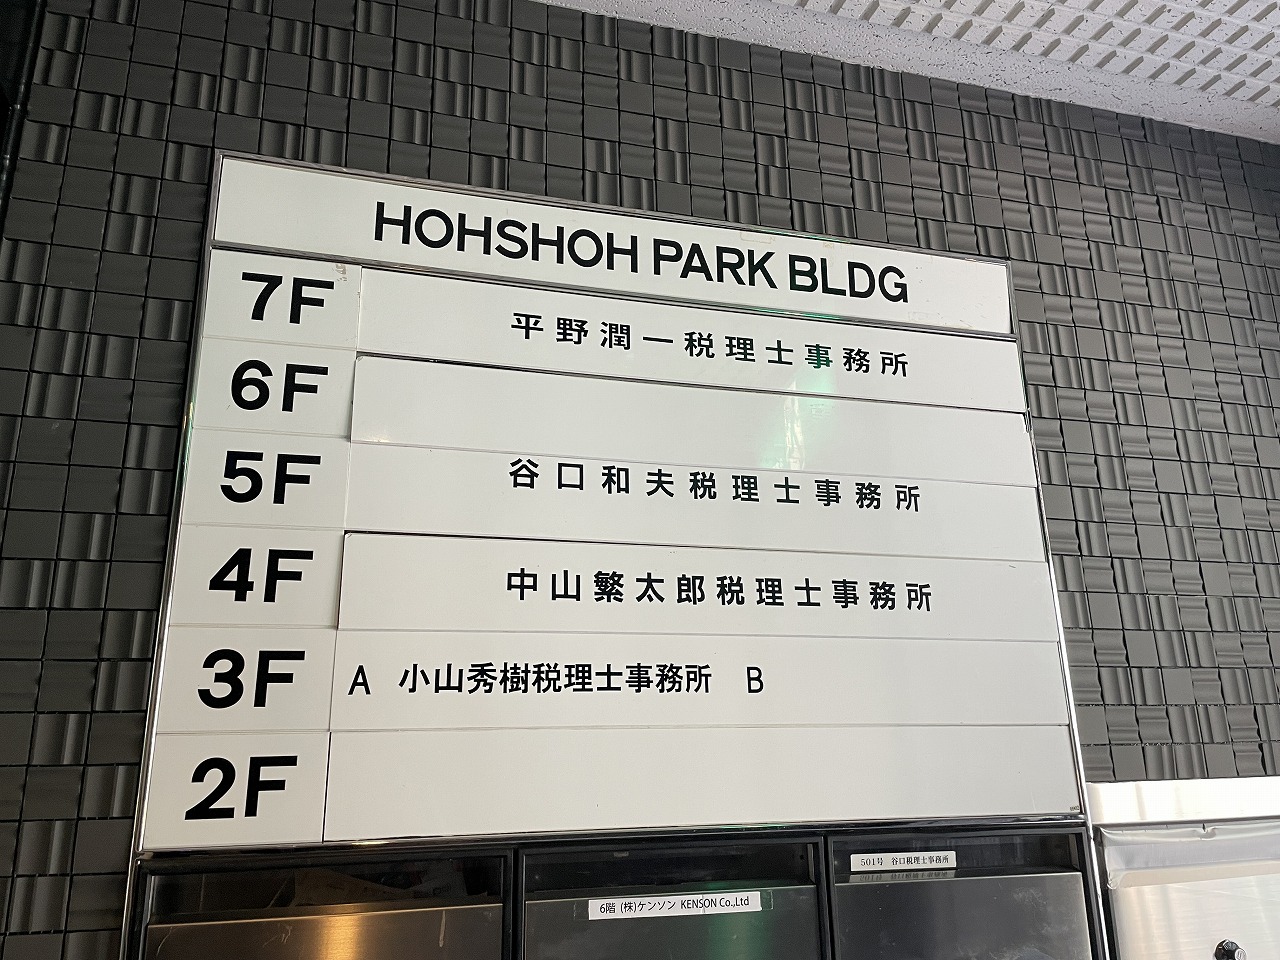 HOHSHOH PARK BLDG
7F 平野潤一税理士事務所
6F
5F 谷口和夫税理士事務所
4F 中山繁太郎税理士事務所
3F A 小山秀樹税理士事務所 B
2F
501号 谷口税理士事務所
6階 (株)ケンソン KENSON Co.,Ltd